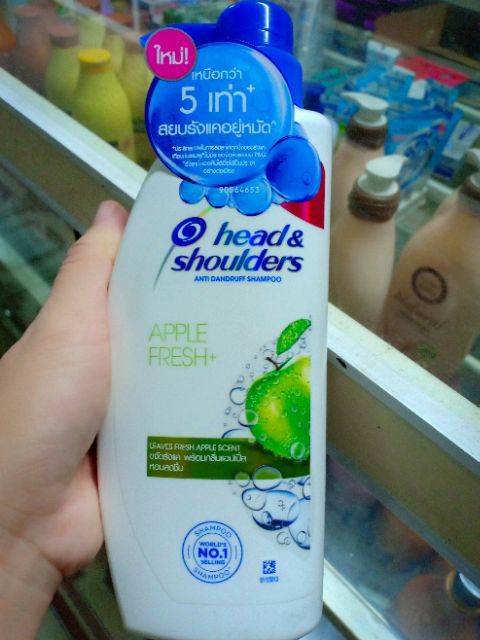 ใหม่!
เหนือกว่า
5 เท่า+
สยบรังแคอยู่หมัด^
90564653
head &
shoulders
ANTI DANDRUFF SHAMPOO
APPLE
FRESH+
LEAVES FRESH APPLE SCENT
ขจัดรังแค พร้อมกลิ่นแอปเปิ้ล
หอมสดชื่น
SHAMPOO
WORLD'S
NO.1
SELLING
SHAMPOO